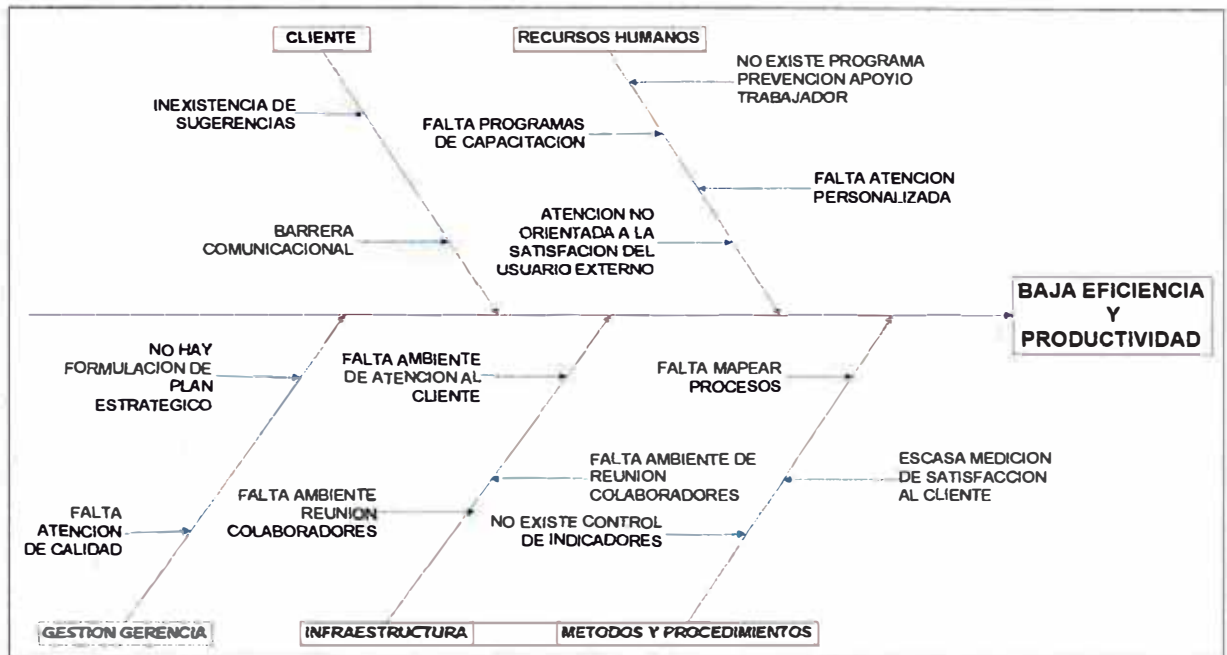 CLIENTE
RECURSOS HUMANOS
NO EXISTE PROGRAMA
PREVENCION APOYIO
TRABAJADOR
INEXISTENCIA DE
SUGERENCIAS
FALTA PROGRAMAS
DE CAPACITACION
FALTA ATENCION
PERSONALIZADA
ATENCION NO
ORIENTADA A LA
SATISFACION DEL
USUARIO EXTERNO
BARRERA
COMUNICACIONAL
BAJA EFICIENCIA
Y
PRODUCTIVIDAD
NO HAY
FORMULACION DE
PLAN
ESTRATEGICO
FALTA AMBIENTE
DE ATENCION AL
CLIENTE
FALTA MAPEAR
PROCESOS
FALTA AMBIENTE DE
REUNION
COLABORADORES
ESCASA MEDICION
DE SATISFACCION
AL CLIENTE
FALTA AMBIENTE
REUNION
COLABORADORES
NO EXISTE CONTROL
DE INDICADORES
FALTA
ATENCION
DE CALIDAD
GESTION GERENCIA
INFRAESTRUCTURA
METODOS Y PROCEDIMIENTOS